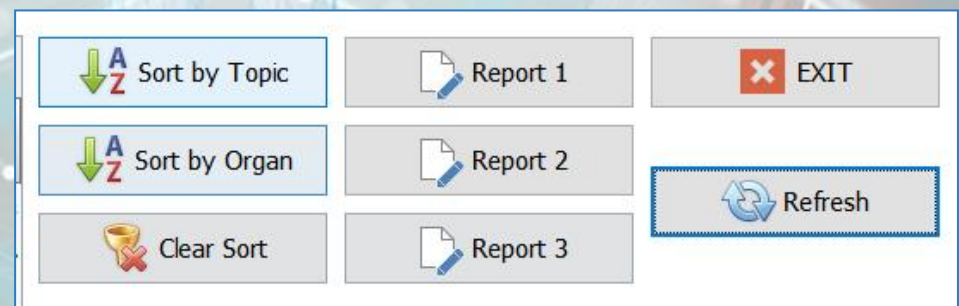 Sort by Topic
Report 1
EXIT
Sort by Organ
Report 2
Refresh
Clear Sort
Report 3